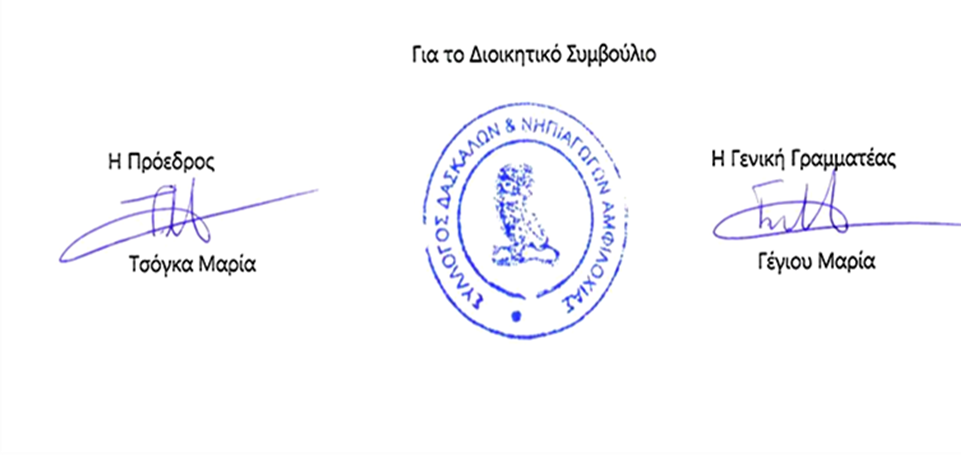 Για το Διοικητικό Συμβούλιο
ΣΥΛΛΟΓΟΣ ΔΑΣΚΑΛΩΝ & ΝΗΠΙΑΓΩΓΩΝ ΑΜΦΙΛΟΧΙΑΣ
Η Πρόεδρος
Τσόγκα Μαρία
Η Γενική Γραμματέας
Γέγιου Μαρία